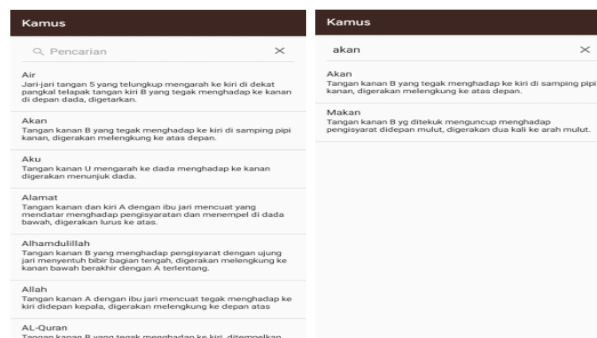 Kamus
Pencarian
Air
Jari-jari tangan 5 yang telungkup mengarah ke kiri di dekat
pangkal telapak tangan kiri B yang tegak menghadap ke kanan
di depan dada, digetarkan.
Akan
Tangan kanan B yang tegak menghadap ke kiri di samping pipi
kanan, digerakan melengkung ke atas depan.
Aku
Tangan kanan U mengarah ke dada menghadap ke kanan
digerakan menunjuk dada.
Alamat
Tangan kanan dan kiri A dengan ibu jari mencuat yang
mendatar menghadap pengisyaratan dan menempel di dada
bawah, digerakan lurus ke atas.
Alhamdulillah
Tangan kanan B yang menghadap pengisyarat dengan ujung
jari menyentuh bibir bagian tengah, digerakan melengkung ke
kanan bawah berakhir dengan A terlentang.
Allah
Tangan kanan A dengan ibu jari mencuat tegak menghadap ke
kiri didepan kepala, digerakan melengkung ke depan atas
AL-Quran
Tangan kanan B yang tegak menghadap ke kiri, ditempelkan
Kamus
akan
Akan
Tangan kanan B yang tegak menghadap ke kiri di samping pipi
kanan, digerakan melengkung ke atas depan.
Makan
Tangan kanan B yg ditekuk menguncup menghadap
pengisyarat didepan mulut, digerakan dua kali ke arah mulut.